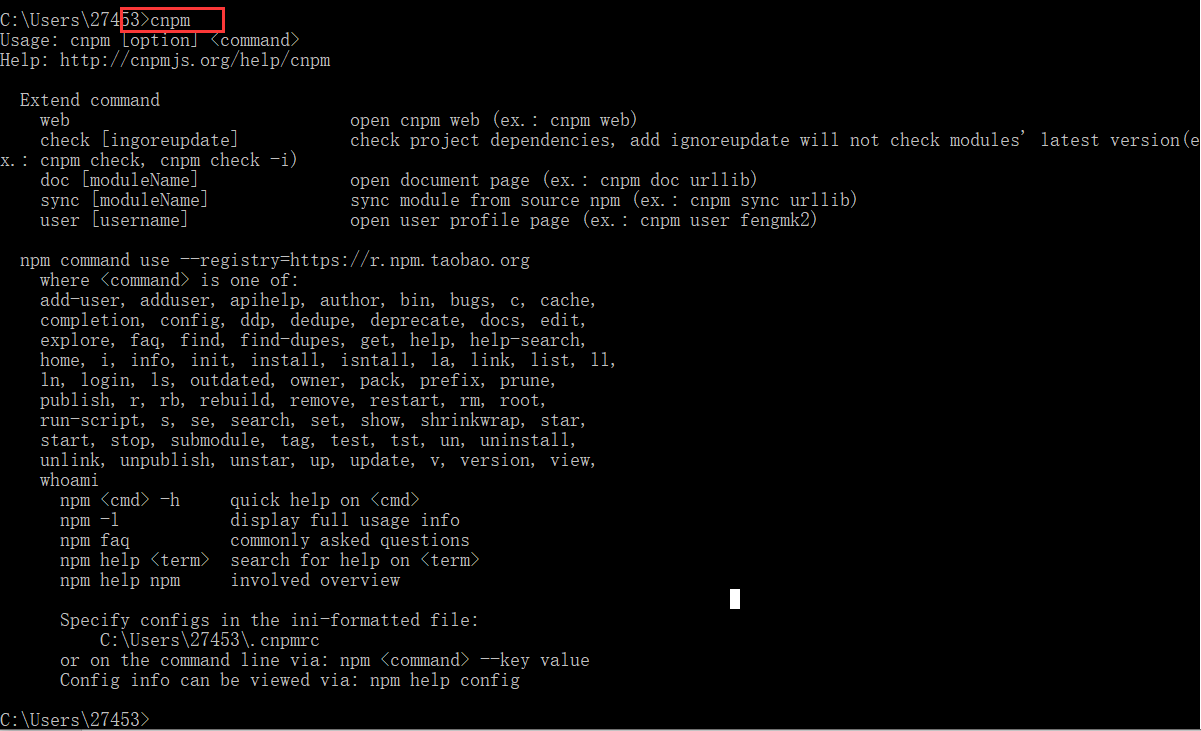 C:\Users\27453>cnpm
Usage: cnpm [option] <command>
Help: http://cnpmjs.org/help/cnpm
Extend command
web open cnpm web (ex.: cnpm web)
check [ingoreupdate] check project dependencies, add ignoreupdate will not check modules' latest version(e
x.: cnpm check, cnpm check -i)
doc [moduleName] open document page (ex.: cnpm doc urllib)
sync [moduleName] sync module from source npm (ex.: cnpm sync urllib)
user [username] open user profile page (ex.: cnpm user fengmk2)
npm command use --registry=https://r.npm.taobao.org
where <command> is one of:
add-user, adduser, apihelp, author, bin, bugs, c, cache,
completion, config, ddp, dedupe, deprecate, docs, edit,
explore, faq, find, find-dupes, get, help, help-search,
home, i, info, init, install, isntall, la, link, list, ll,
ln, login, ls, outdated, owner, pack, prefix, prune,
publish, r, rb, rebuild, remove, restart, rm, root,
run-script, s, se, search, set, show, shrinkwrap, star,
start, stop, submodule, tag, test, tst, un, uninstall,
unlink, unpublish, unstar, up, update, v, version, view,
whoami
npm <cmd> -h quick help on <cmd>
npm -l display full usage info
npm faq commonly asked questions
npm help <term> search for help on <term>
npm help npm involved overview
Specify configs in the ini-formatted file:
C:\Users\27453\.cnpmrc
or on the command line via: npm <command> --key value
Config info can be viewed via: npm help config
C:\Users\27453>